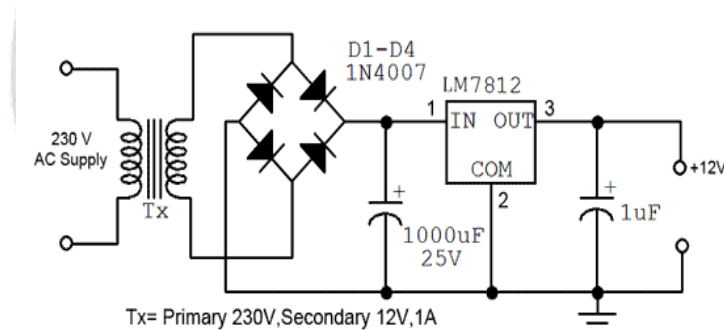 D1-D4
1N4007
LM7812
1
IN OUT
3
230 V
AC Supply
COM
+12V
Tx
+
2
+
1000uF
25V
1uF
Tx= Primary 230V,Secondary 12V,1A